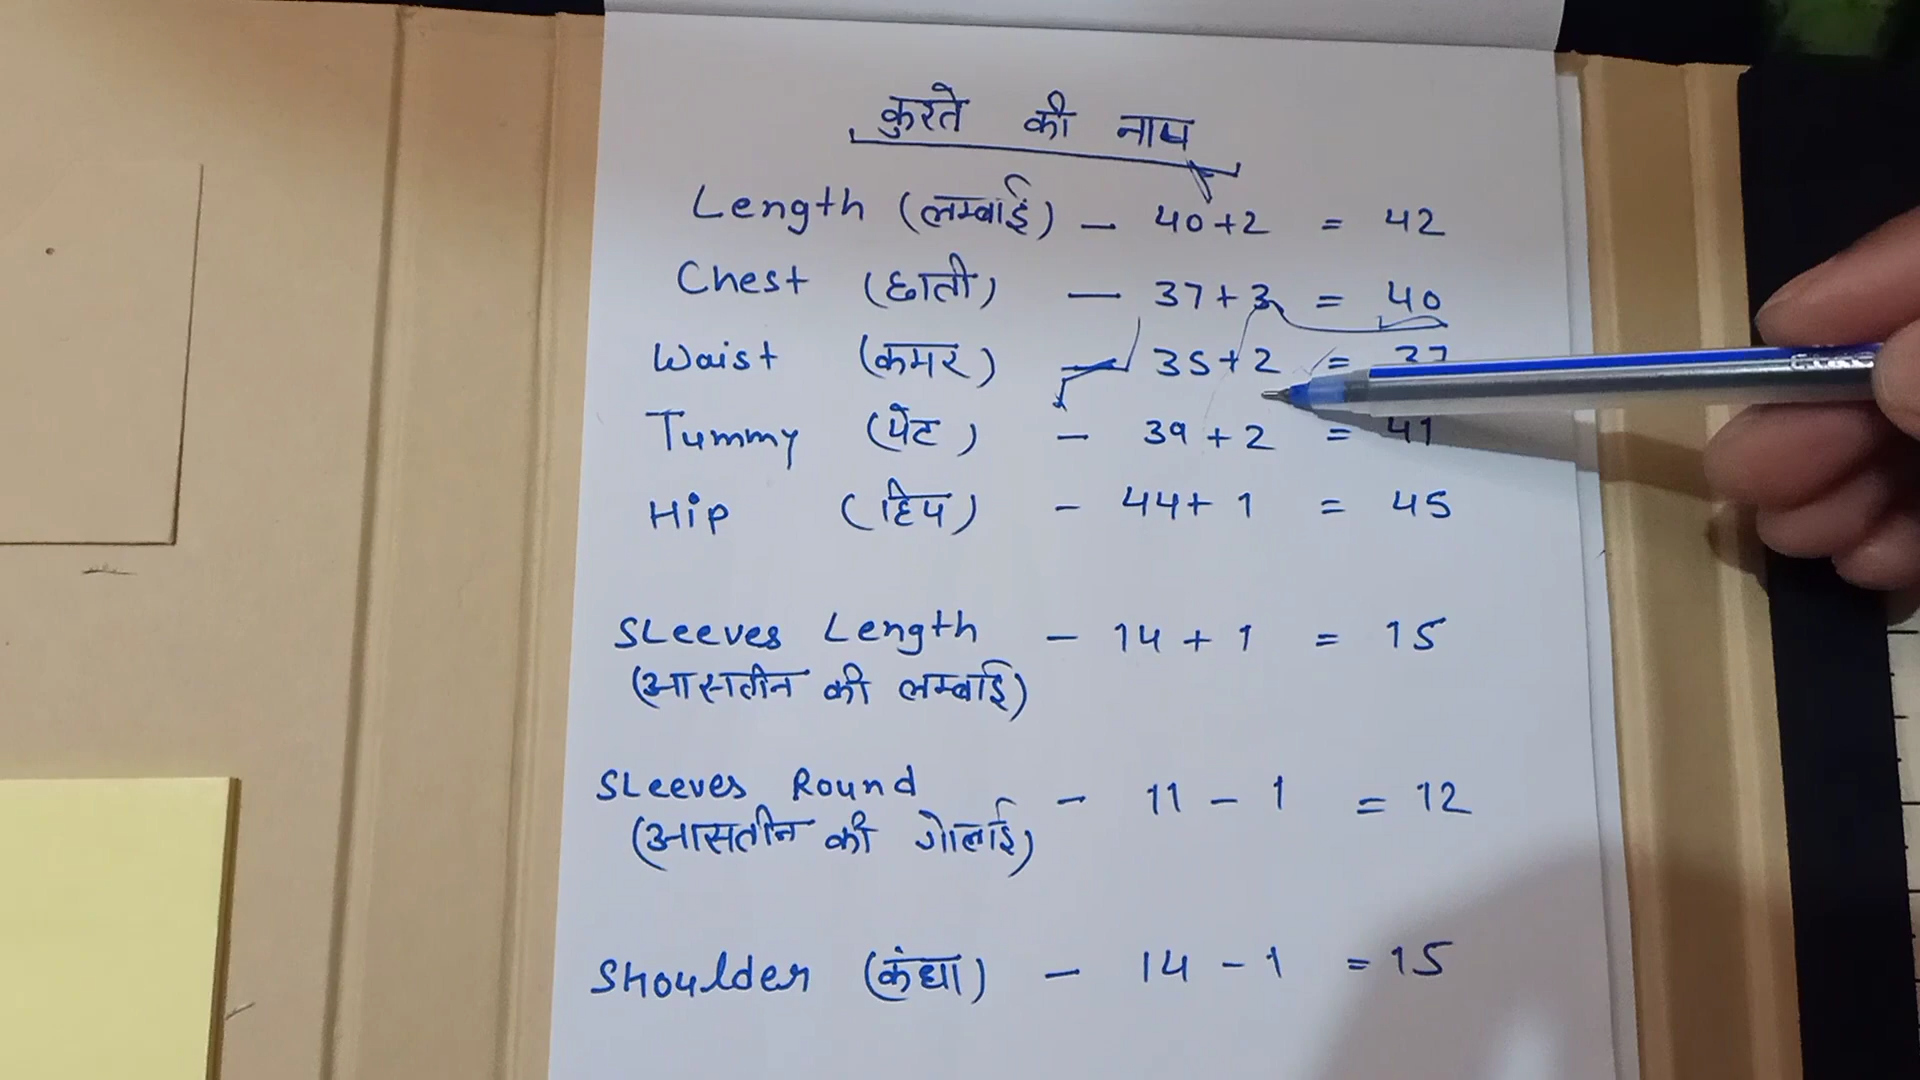 कुरते की नाप
Length (लम्बाई) - 40+2 = 42
Chest (छाती) - 37+3 = 40
Waist (कमर) - 35+2 = 37
Tummy (पेट) - 39+2 = 41
Hip (हिप) - 44+1 = 45
Sleeves Length - 14+1 = 15
(आसतीन की लम्बाई)
Sleeves Round - 11-1 = 12
(आसतीन की गोलाई)
Shoulder (कंधा) - 14-1 = 15